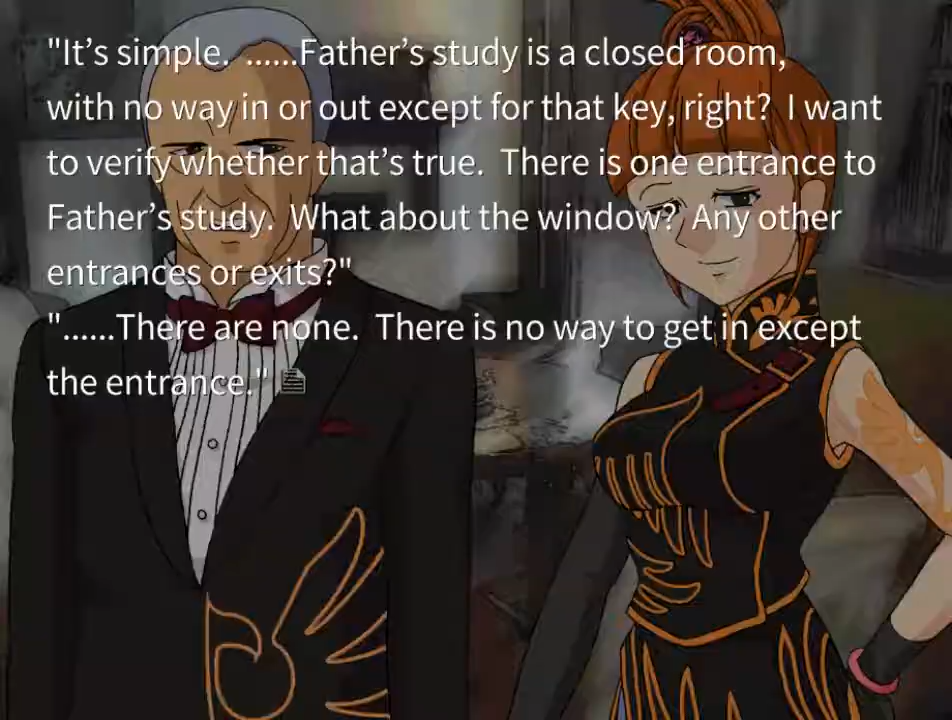 "It’s simple.  ......Father’s study is a closed room,
with no way in or out except for that key, right?  I want
to verify whether that’s true.  There is one entrance to
Father’s study.  What about the window?  Any other
entrances or exits?"
"......There are none.  There is no way to get in except
the entrance."